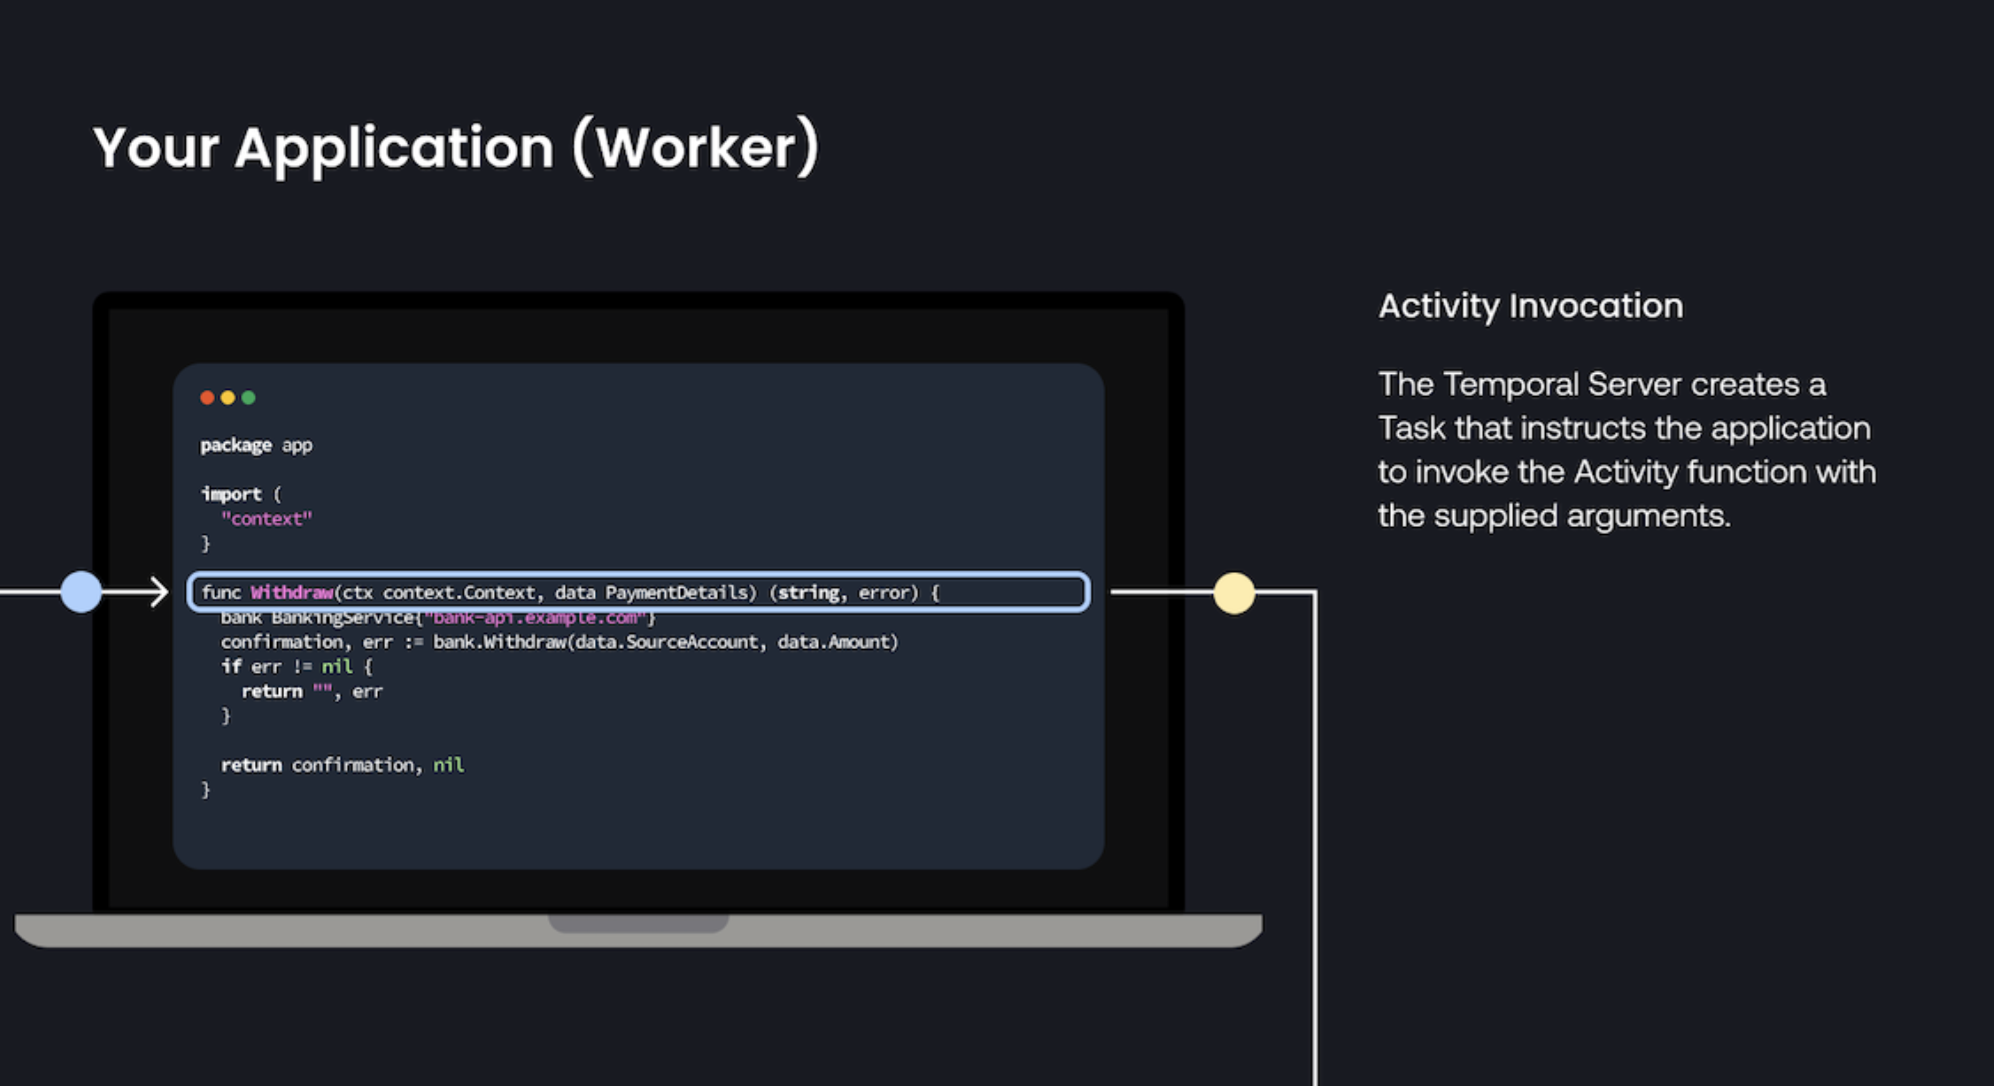 Your Application (Worker)
package app
import (
"context"
}
func Withdraw(ctx context.Context, data PaymentDetails) (string, error) {
bank BankingService{"bank-api.example.com"}
confirmation, err := bank.Withdraw(data.SourceAccount, data.Amount)
if err != nil {
return "", err
}
return confirmation, nil
}
Activity Invocation
The Temporal Server creates a
Task that instructs the application
to invoke the Activity function with
the supplied arguments.